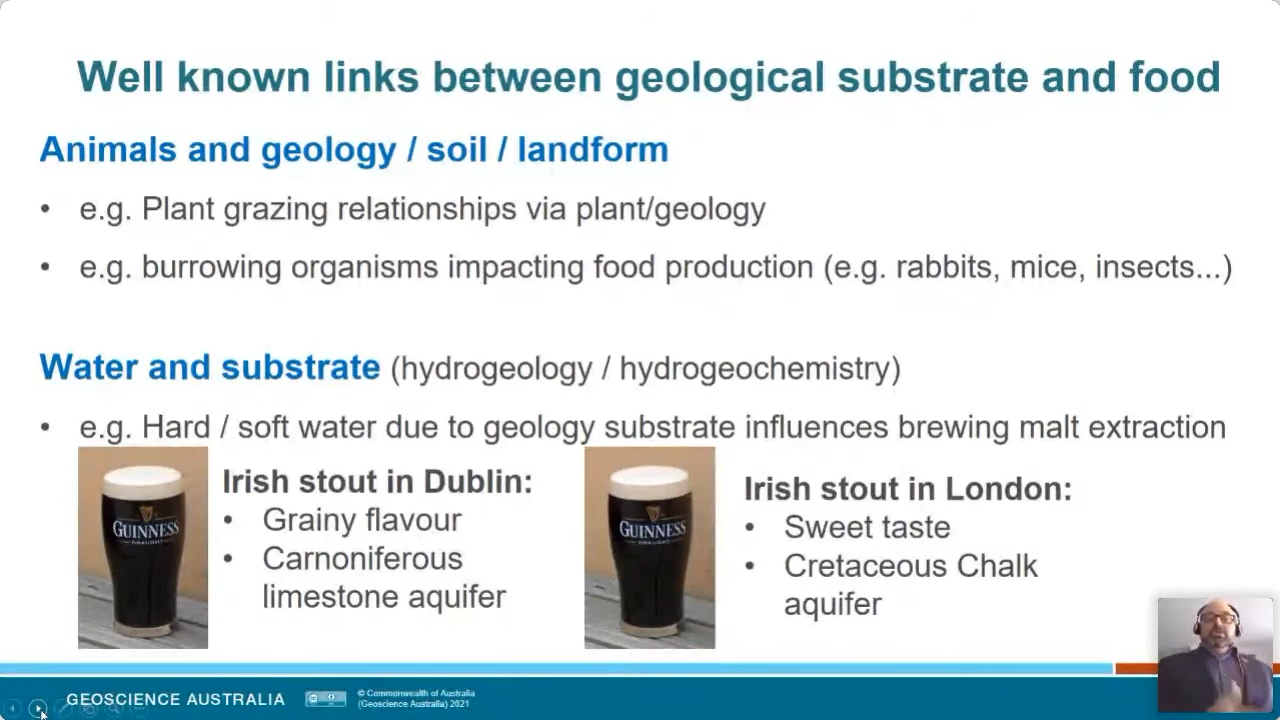 Well known links between geological substrate and food
Animals and geology / soil / landform
• e.g. Plant grazing relationships via plant/geology
• e.g. burrowing organisms impacting food production (e.g. rabbits, mice, insects...)
Water and substrate (hydrogeology / hydrogeochemistry)
• e.g. Hard / soft water due to geology substrate influences brewing malt extraction
GUINNESS
DRAUGHT
Irish stout in Dublin:
• Grainy flavour
• Carnoniferous
limestone aquifer
GUINNESS
DRAUGHT
Irish stout in London:
• Sweet taste
• Cretaceous Chalk
aquifer
GEOSCIENCE AUSTRALIA
© Commonwealth of Australia
(Geoscience Australia) 2021